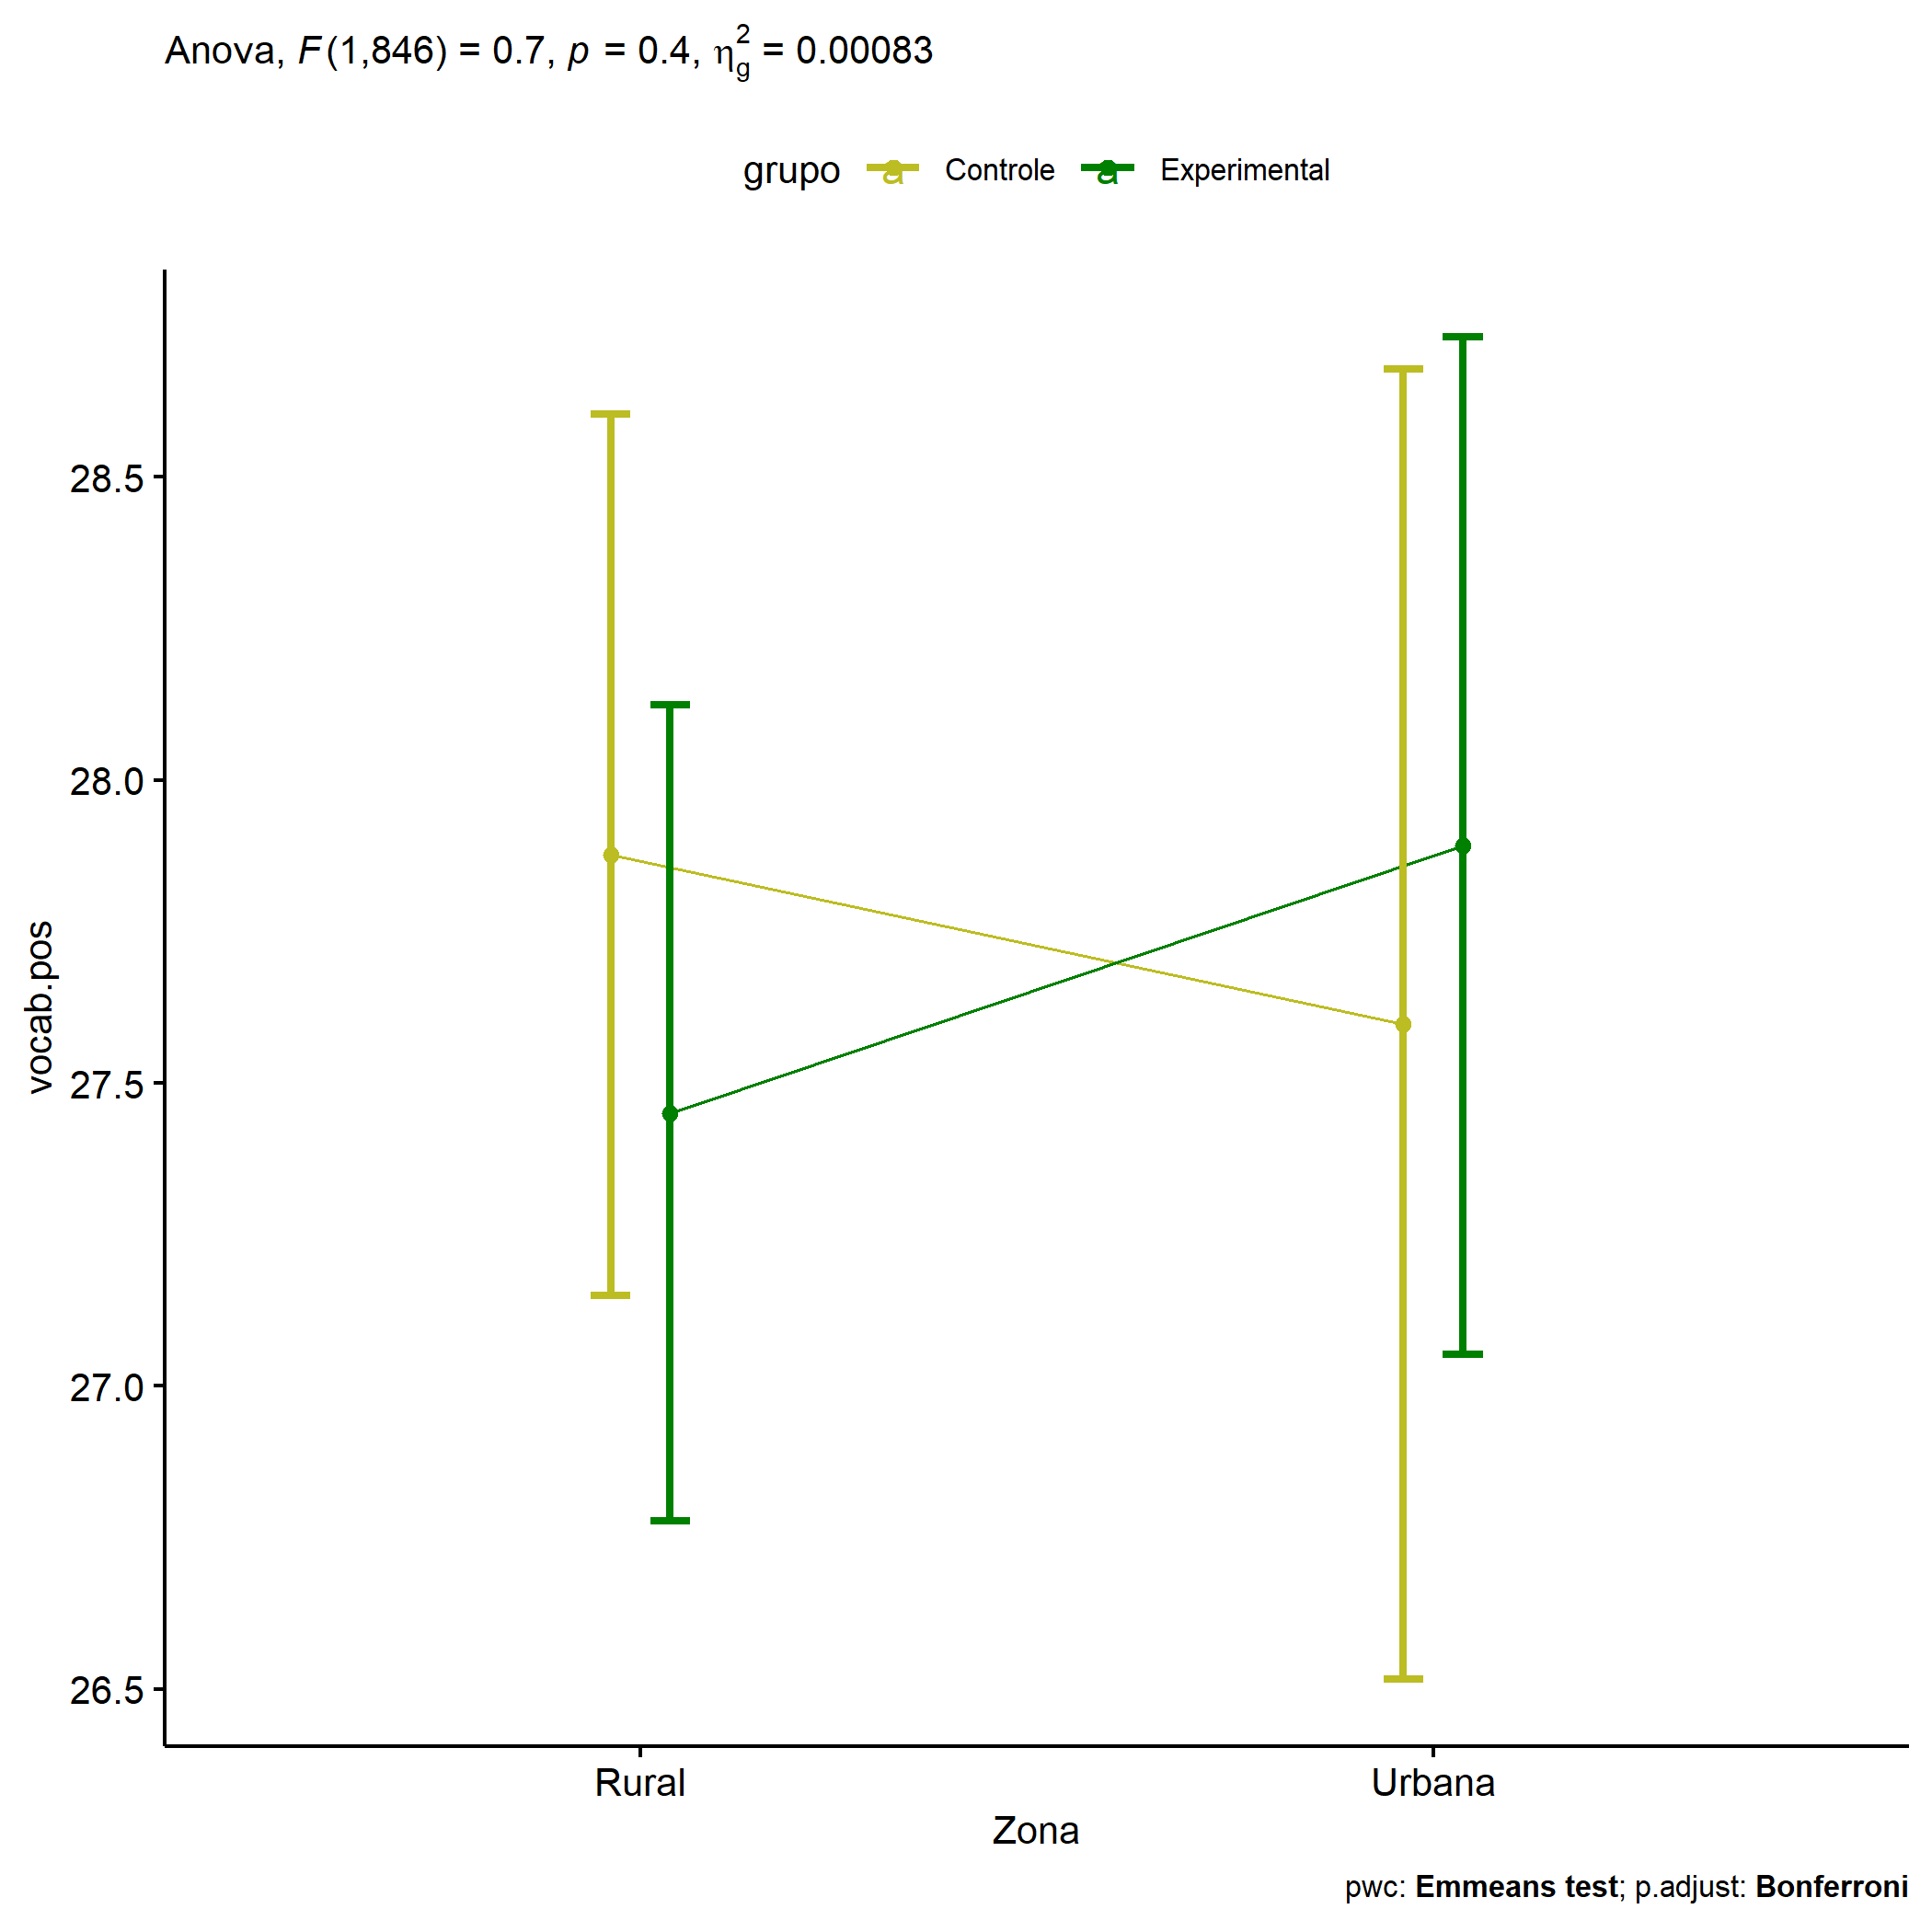 Anova, F(1,846) = 0.7, p = 0.4, η²g = 0.00083
grupo a Controle a Experimental
28.5
28.0
27.5
27.0
26.5
vocab.pos
Rural Urbana
Zona
pwc: Emmeans test; p.adjust: Bonferroni